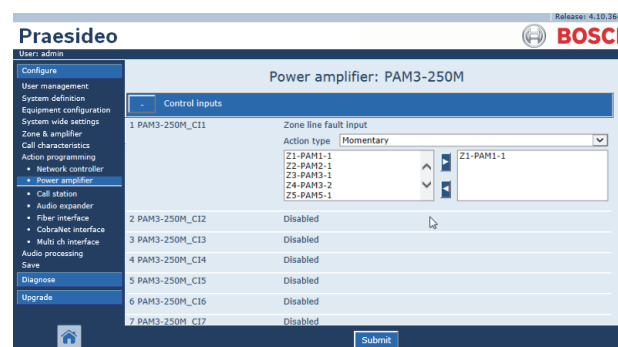 Release: 4.10.36
Praesideo
BOSC
User: admin
Configure
User management
System definition
Equipment configuration
System wide settings
Zone & amplifier
Call characteristics
Action programming
• Network controller
• Power amplifier
• Call station
• Audio expander
• Fiber interface
• CobraNet interface
• Multi ch interface
Audio processing
Save
Diagnose
Upgrade
Power amplifier: PAM3-250M
- Control inputs
1 PAM3-250M_CI1 Zone line fault input
Action type Momentary
Z1-PAM1-1
Z2-PAM2-1
Z3-PAM3-1
Z4-PAM3-2
Z5-PAM5-1
Z1-PAM1-1
2 PAM3-250M_CI2 Disabled
3 PAM3-250M_CI3 Disabled
4 PAM3-250M_CI4 Disabled
5 PAM3-250M_CI5 Disabled
6 PAM3-250M_CI6 Disabled
7 PAM3-250M_CI7 Disabled
Submit